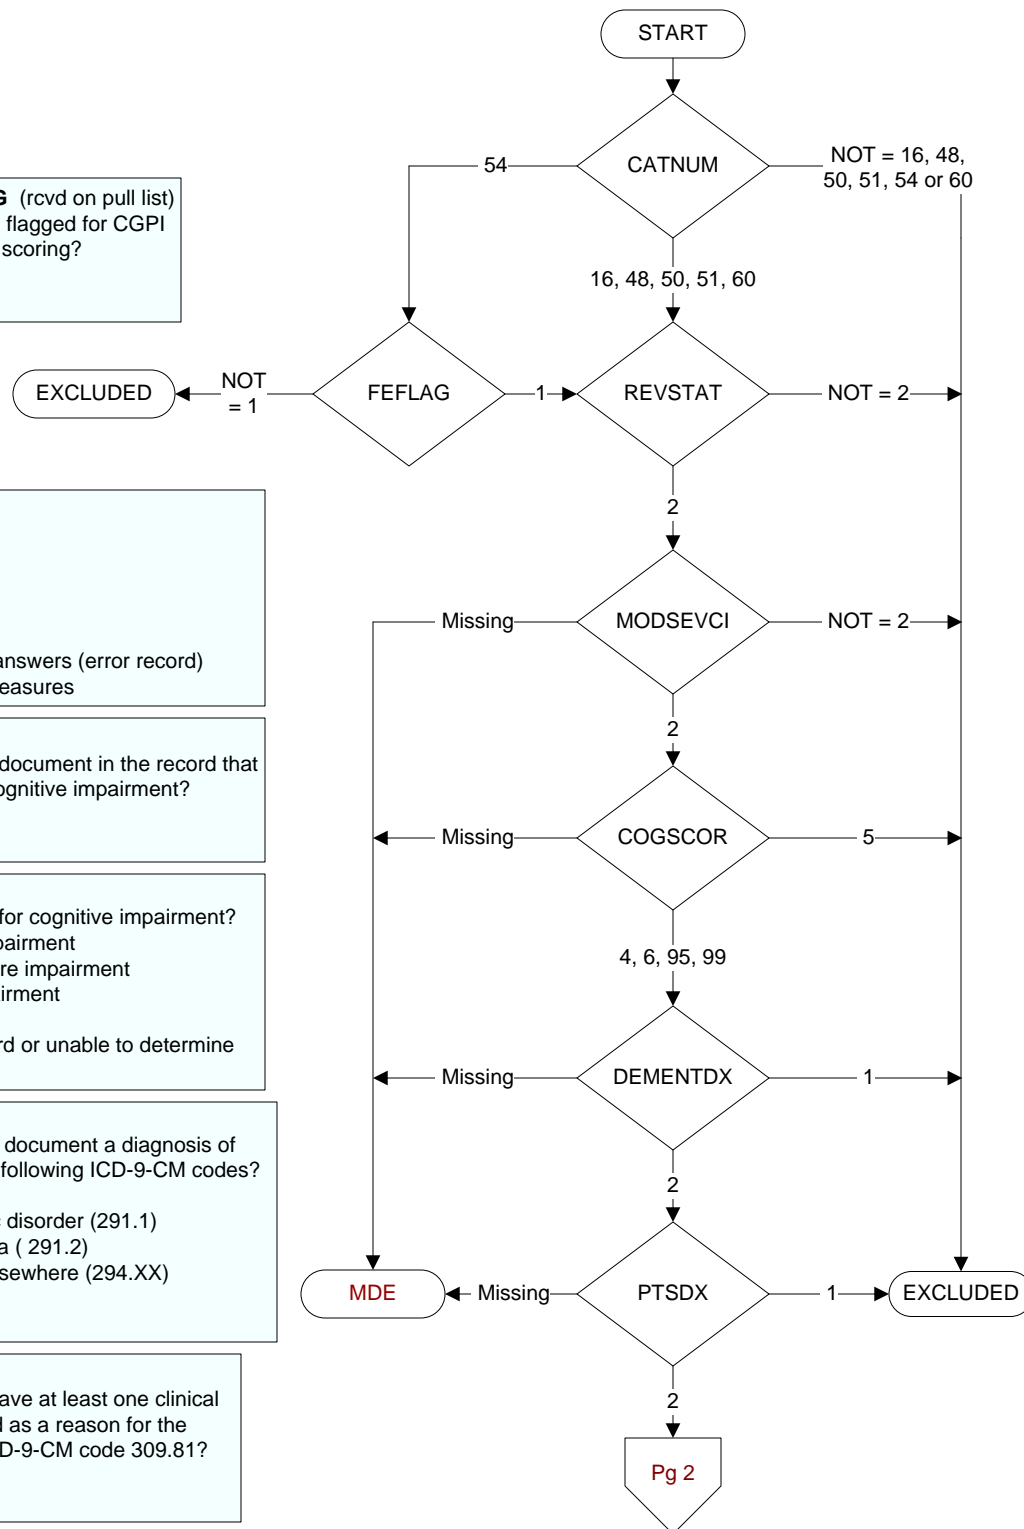 START
CATNUM
54
NOT = 16, 48,
50, 51, 54 or 60
(rcvd on pull list)
flagged for CGPI
scoring?
16, 48, 50, 51, 60
EXCLUDED
NOT
= 1
FEFLAG
1
REVSTAT
NOT = 2
2
Missing
MODSEVCI
NOT = 2
answers (error record)
easures
2
document in the record that
ognitive impairment?
Missing
COGSCOR
5
for cognitive impairment?
pairment
re impairment
irment
rd or unable to determine
4, 6, 95, 99
Missing
DEMENTDX
1
document a diagnosis of
following ICD-9-CM codes?
disorder (291.1)
a ( 291.2)
sewhere (294.XX)
2
MDE
Missing
PTSDX
1
EXCLUDED
ave at least one clinical
d as a reason for the
D-9-CM code 309.81?
2
Pg 2